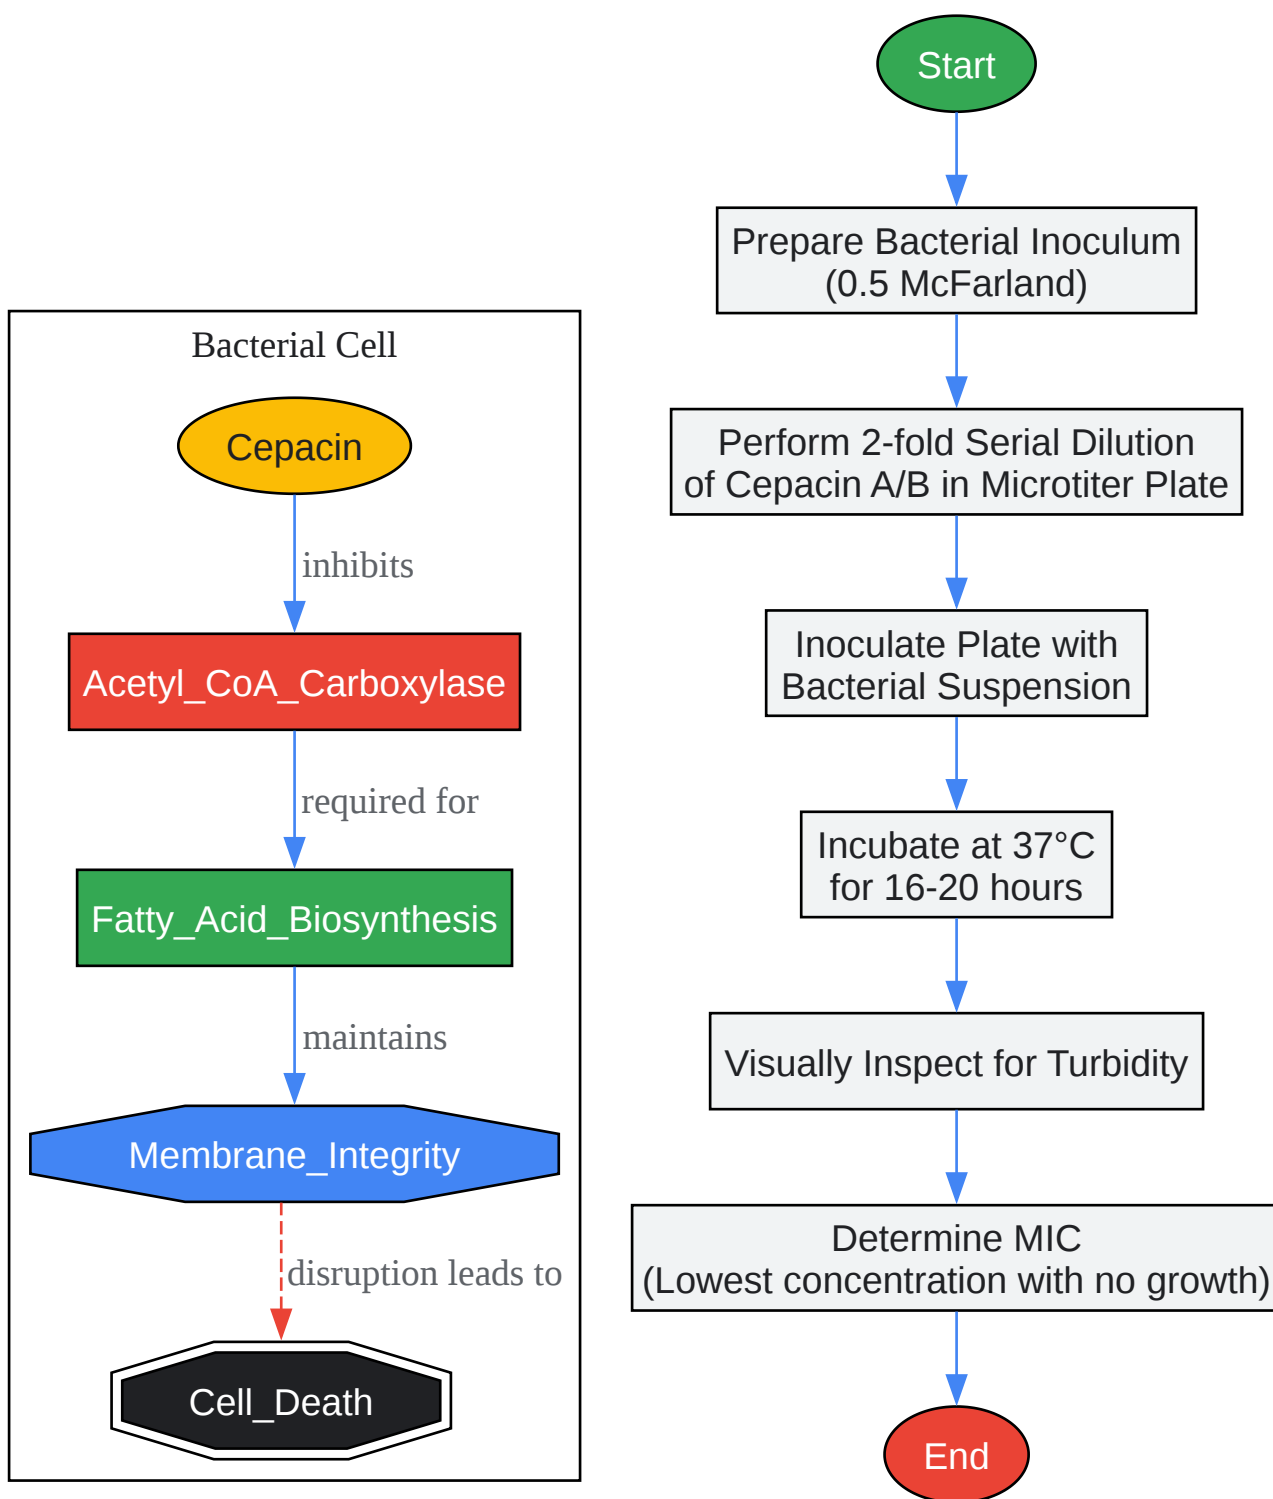 Bacterial Cell
Cepacin
inhibits
Acetyl_CoA_Carboxylase
required for
Fatty_Acid_Biosynthesis
maintains
Membrane_Integrity
disruption leads to
Cell_Death
Start
Prepare Bacterial Inoculum
(0.5 McFarland)
Perform 2-fold Serial Dilution
of Cepacin A/B in Microtiter Plate
Inoculate Plate with
Bacterial Suspension
Incubate at 37°C
for 16-20 hours
Visually Inspect for Turbidity
Determine MIC
(Lowest concentration with no growth)
End